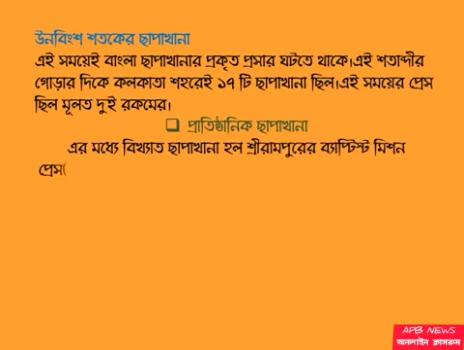 উনবিংশ শতকের ছাপাখানা
এই সময়েই বাংলা ছাপাখানার প্রকৃত প্রসার ঘটতে থাকে।এই শতাব্দীর
গোড়ার দিকে কলকাতা শহরেই ১৭ টি ছাপাখানা ছিল।এই সময়ের প্রেস
ছিল মূলত দুই রকমের।
❑ প্রাতিষ্ঠানিক ছাপাখানা
এর মধ্যে বিখ্যাত ছাপাখানা হল শ্রীরামপুরের ব্যাপ্টিস্ট মিশন
প্রেস(
APB NEWS
অনলাইন ক্লাসরুম